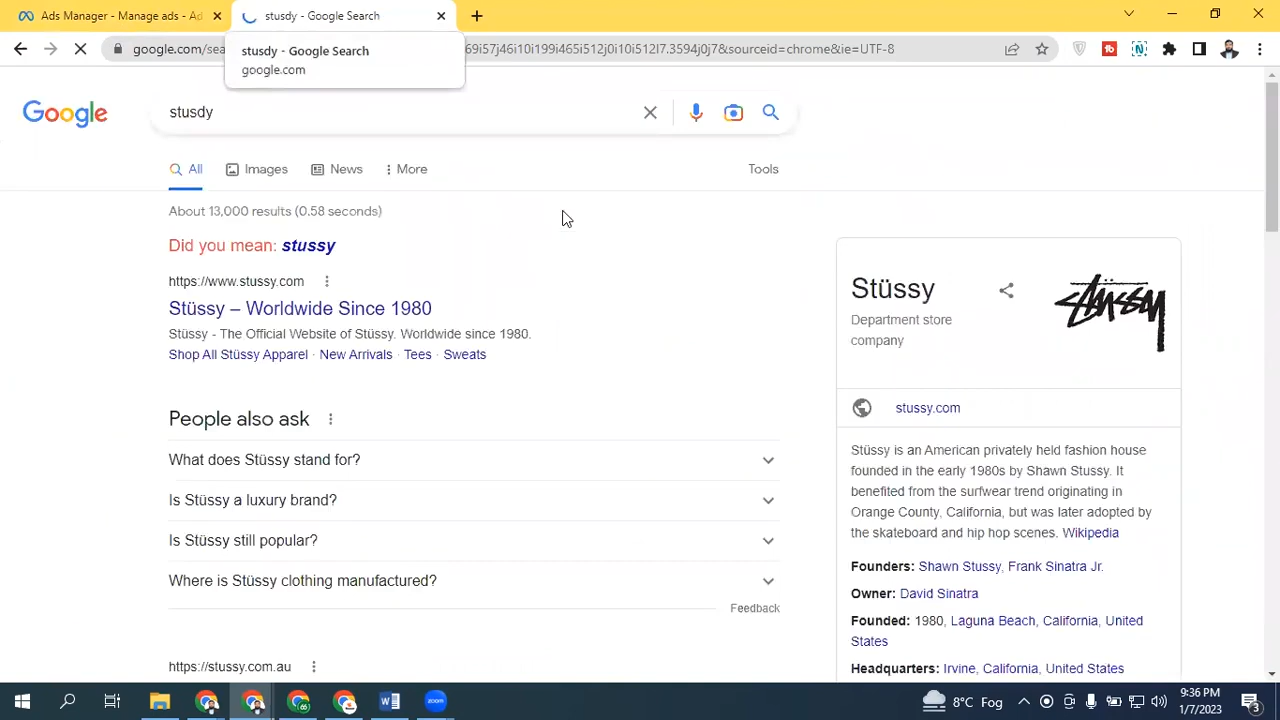 Ads Manager - Manage ads - Ad
stusdy - Google Search
google.com/sea
69i57j46i10i199i465i512j0i10i512l7.3594j0j7&sourceid=chrome&ie=UTF-8
stusdy - Google Search
google.com
Google
stusdy
All
Images
News
More
Tools
About 13,000 results (0.58 seconds)
Did you mean: stussy
https://www.stussy.com
Stüssy – Worldwide Since 1980
Stüssy - The Official Website of Stüssy. Worldwide since 1980.
Shop All Stüssy Apparel · New Arrivals · Tees · Sweats
People also ask
What does Stüssy stand for?
Is Stüssy a luxury brand?
Is Stüssy still popular?
Where is Stüssy clothing manufactured?
Feedback
https://stussy.com.au
Stüssy
Department store
company
Stüssy
stussy.com
Stüssy is an American privately held fashion house
founded in the early 1980s by Shawn Stussy. It
benefited from the surfwear trend originating in
Orange County, California, but was later adopted by
the skateboard and hip hop scenes. Wikipedia
Founders: Shawn Stussy, Frank Sinatra Jr.
Owner: David Sinatra
Founded: 1980, Laguna Beach, California, United
States
Headquarters: Irvine, California, United States
zoom
8°C Fog
9:36 PM
1/7/2023
3